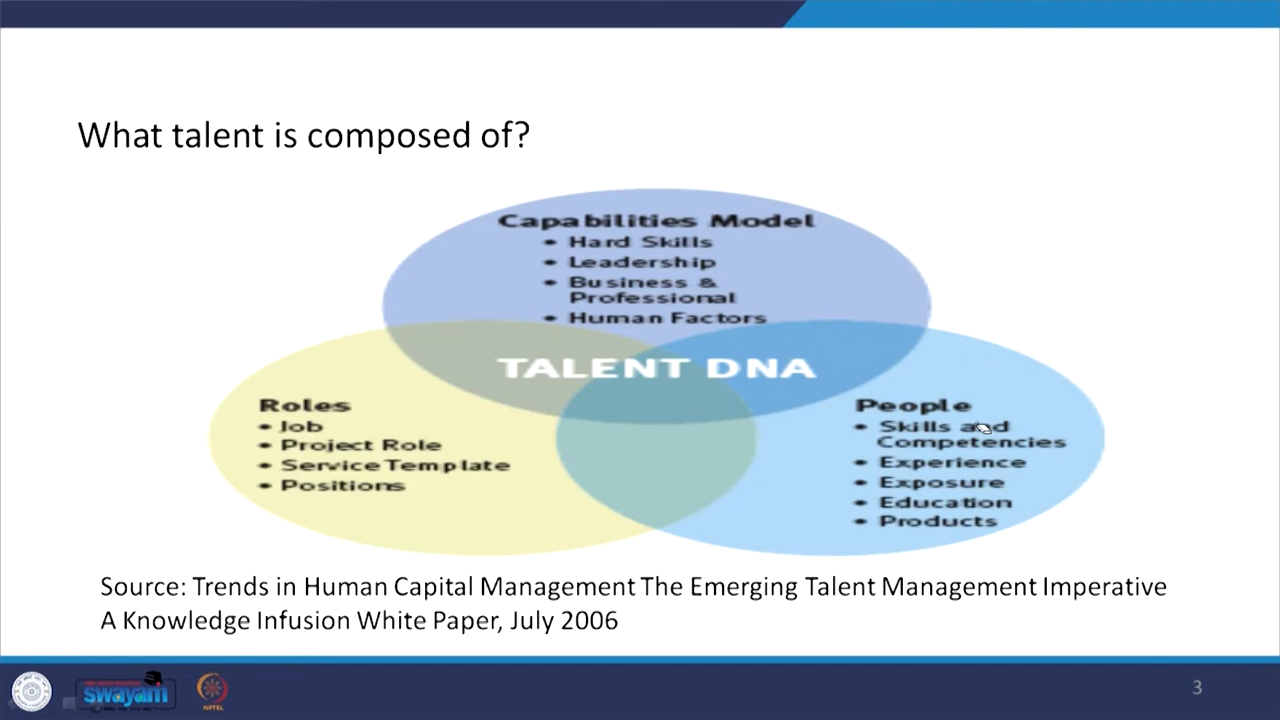 What talent is composed of?
Capabilities Model
• Hard Skills
• Leadership
• Business &
Professional
• Human Factors
TALENT DNA
Roles
• Job
• Project Role
• Service Template
• Positions
People
• Skills and
Competencies
• Experience
• Exposure
• Education
• Products
Source: Trends in Human Capital Management The Emerging Talent Management Imperative
A Knowledge Infusion White Paper, July 2006
swayam
NPTEL
3